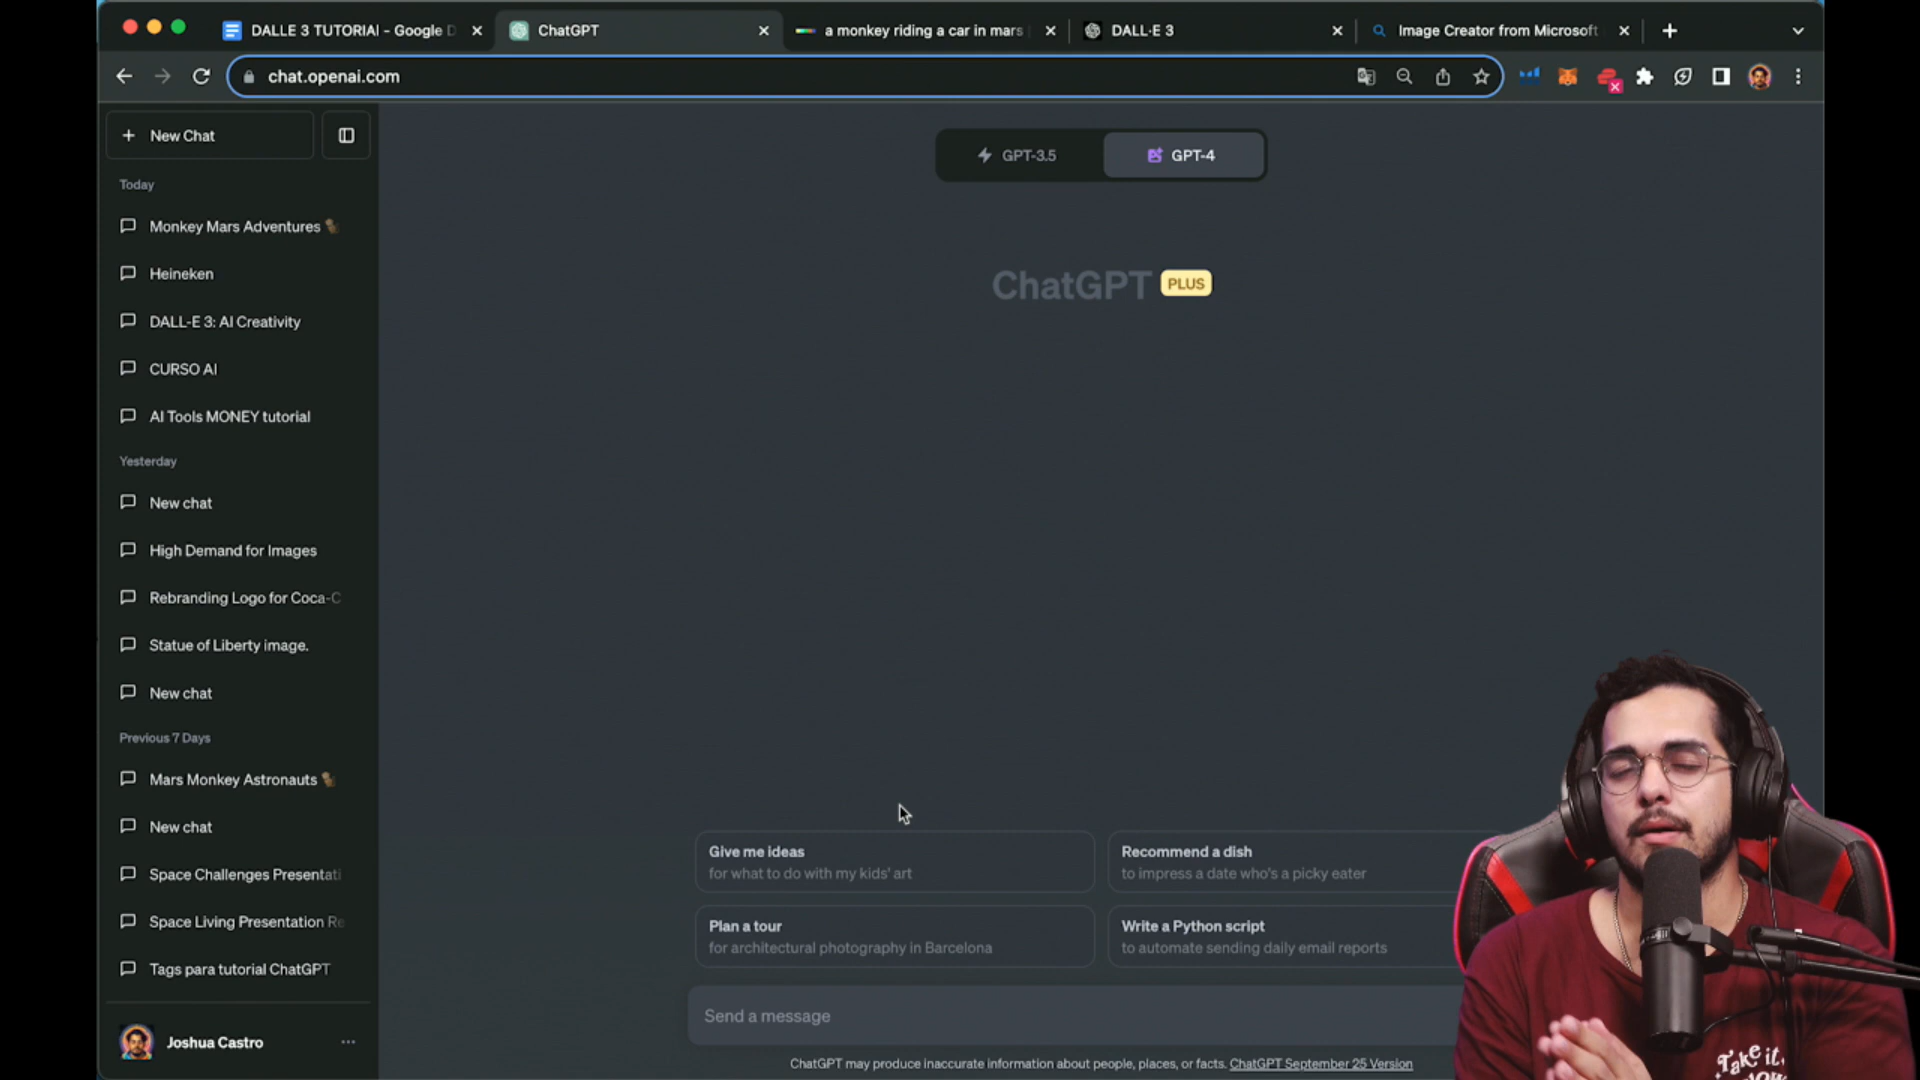 DALLE 3 TUTORIAl - Google D
ChatGPT
a monkey riding a car in mars
DALL·E 3
Image Creator from Microsoft
chat.openai.com
New Chat
GPT-3.5
GPT-4
Today
Monkey Mars Adventures
Heineken
DALL-E 3: AI Creativity
CURSO AI
AI Tools MONEY tutorial
Yesterday
New chat
High Demand for Images
Rebranding Logo for Coca-C
Statue of Liberty image.
New chat
Previous 7 Days
Mars Monkey Astronauts
New chat
Space Challenges Presentati
Space Living Presentation Re
Tags para tutorial ChatGPT
Joshua Castro
ChatGPT PLUS
Give me ideas
for what to do with my kids' art
Recommend a dish
to impress a date who's a picky eater
Plan a tour
for architectural photography in Barcelona
Write a Python script
to automate sending daily email reports
Send a message
ChatGPT may produce inaccurate information about people, places, or facts. ChatGPT September 25 Version
Take it